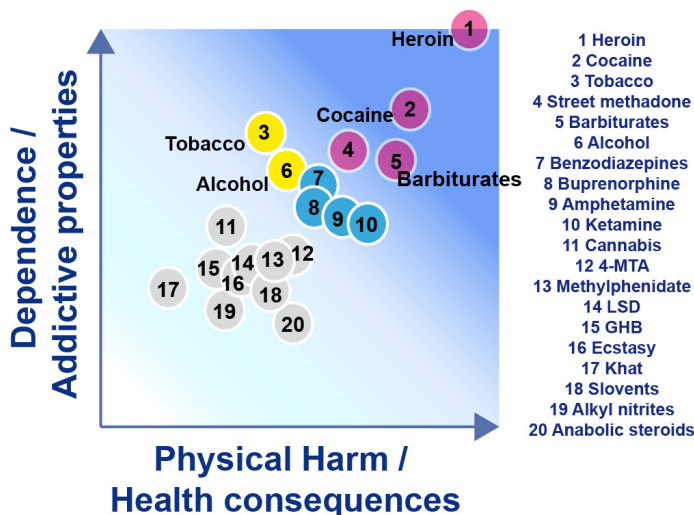 Dependence /
Addictive properties
Heroin
1
Cocaine
2
Tobacco
3
4
5
Barbiturates
Alcohol
6
7
8
9
10
11
12
13
14
15
16
17
18
19
20
Physical Harm /
Health consequences
1 Heroin
2 Cocaine
3 Tobacco
4 Street methadone
5 Barbiturates
6 Alcohol
7 Benzodiazepines
8 Buprenorphine
9 Amphetamine
10 Ketamine
11 Cannabis
12 4-MTA
13 Methylphenidate
14 LSD
15 GHB
16 Ecstasy
17 Khat
18 Slovents
19 Alkyl nitrites
20 Anabolic steroids